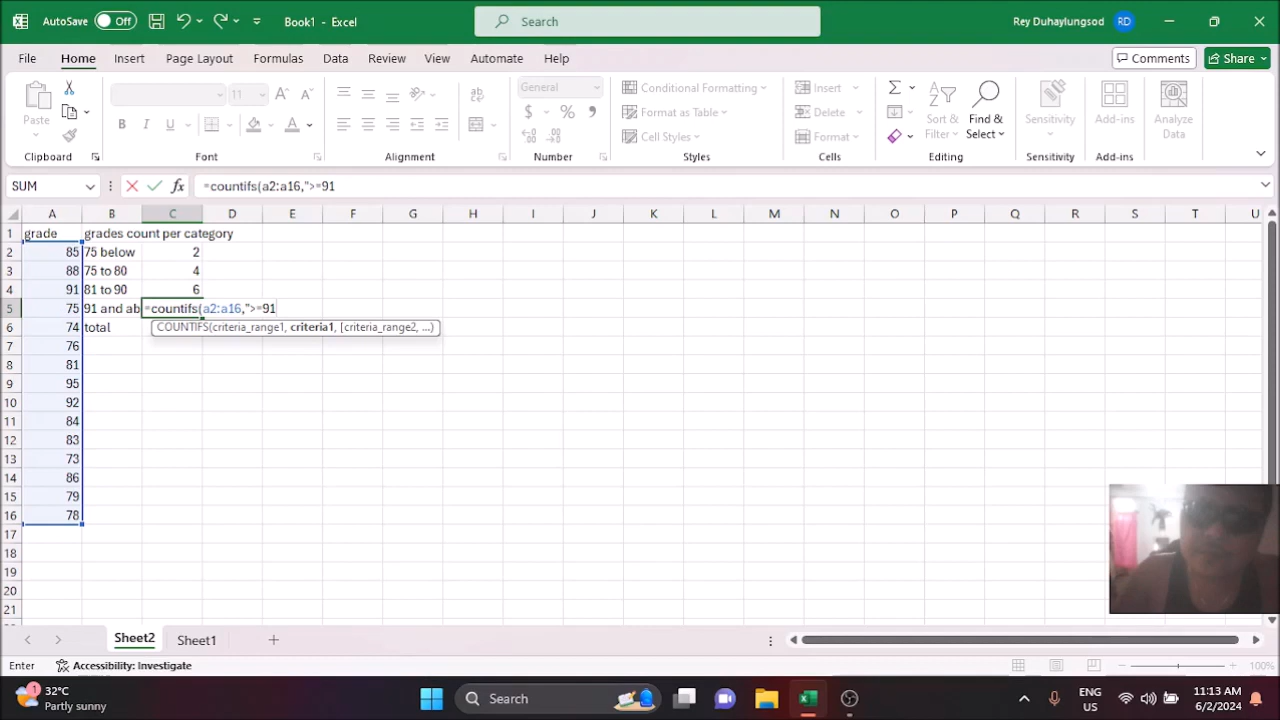 AutoSave Off Book1 - Excel Search Rey Duhaylungsod RD
File Home Insert Page Layout Formulas Data Review View Automate Help Comments Share
Paste 11 General Conditional Formatting Insert Sort & Find & Sensitivity Add-ins Analyze
B I U A $ % Format as Table Delete Filter Select Data
Cell Styles Format
Clipboard Font Alignment Number Styles Cells Editing Sensitivity Add-ins
SUM fx =countifs(a2:a16,">=91
A B C D E F G H I J K L M N O P Q R S T U
1 grade grades count per category
2 85 75 below 2
3 88 75 to 80 4
4 91 81 to 90 6
5 75 91 and ab =countifs(a2:a16,">=91
6 74 total COUNTIFS(criteria_range1, criteria1, [criteria_range2, ...)
7 76
8 81
9 95
10 92
11 84
12 83
13 73
14 86
15 79
16 78
17
18
19
20
21
Sheet2 Sheet1
Enter Accessibility: Investigate 100%
1 32°C Search ENG 11:13 AM
Partly sunny US 6/2/2024